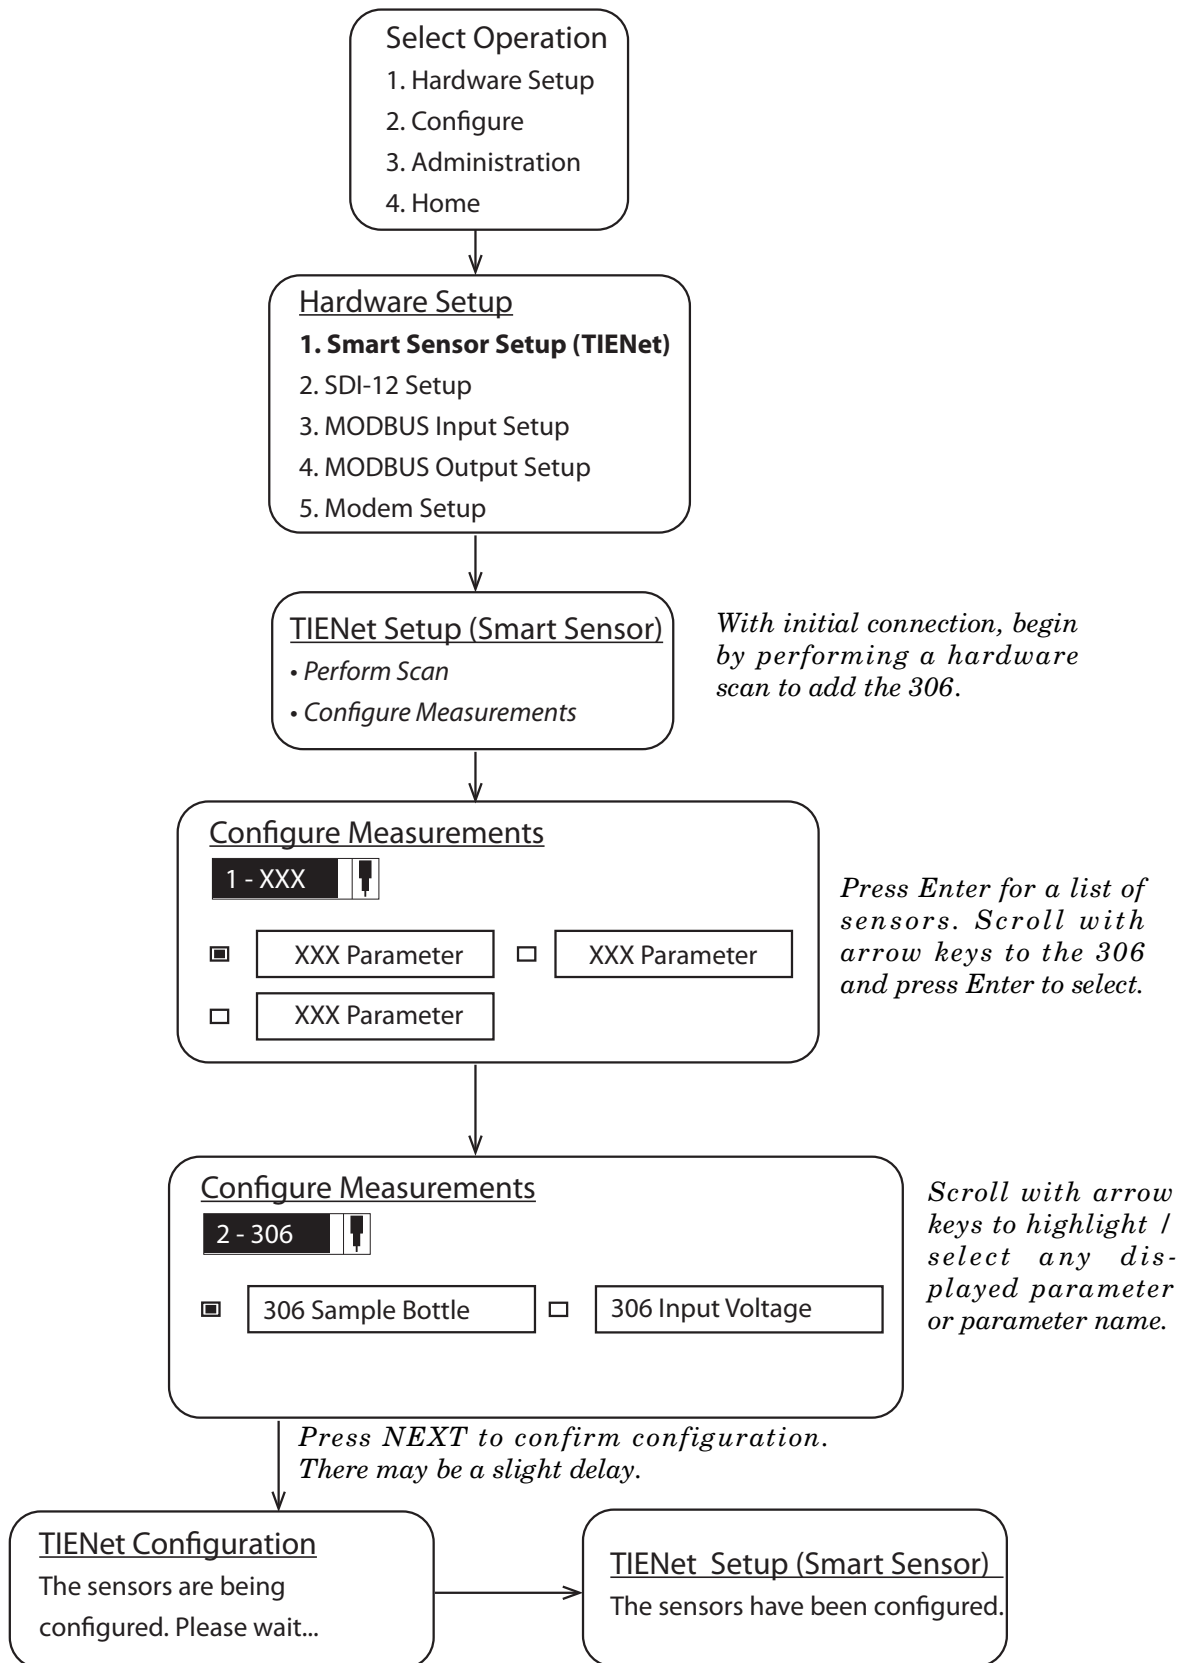 Select Operation
1. Hardware Setup
2. Configure
3. Administration
4. Home
Hardware Setup
1. Smart Sensor Setup (TIENet)
2. SDI-12 Setup
3. MODBUS Input Setup
4. MODBUS Output Setup
5. Modem Setup
TIENet Setup (Smart Sensor)
• Perform Scan
• Configure Measurements
With initial connection, begin
by performing a hardware
scan to add the 306.
Configure Measurements
1 - XXX
XXX Parameter XXX Parameter
XXX Parameter
Press Enter for a list of
sensors. Scroll with
arrow keys to the 306
and press Enter to select.
Configure Measurements
2 - 306
306 Sample Bottle 306 Input Voltage
Scroll with arrow
keys to highlight /
select any dis-
played parameter
or parameter name.
Press NEXT to confirm configuration.
There may be a slight delay.
TIENet Configuration
The sensors are being
configured. Please wait...
TIENet Setup (Smart Sensor)
The sensors have been configured.